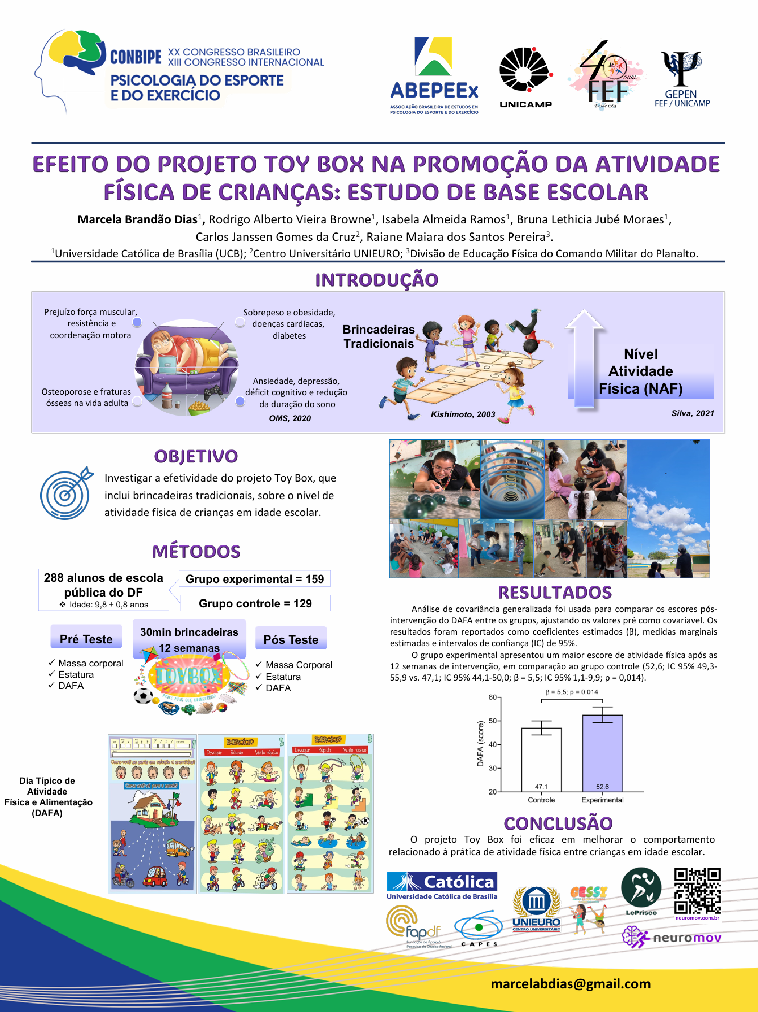 CONBIPE XX CONGRESSO BRASILEIRO
XIII CONGRESSO INTERNACIONAL
PSICOLOGIA DO ESPORTE
E DO EXERCÍCIO
ABEPEEx
ASSOCIAÇÃO BRASILEIRA DE ESTUDOS EM
PSICOLOGIA DO ESPORTE E DO EXERCÍCIO
UNICAMP
40
FEF
GEPEN
FEF / UNICAMP
EFEITO DO PROJETO TOY BOX NA PROMOÇÃO DA ATIVIDADE
FÍSICA DE CRIANÇAS: ESTUDO DE BASE ESCOLAR
Marcela Brandão Dias¹, Rodrigo Alberto Vieira Browne¹, Isabela Almeida Ramos¹, Bruna Lethicia Jubé Moraes¹,
Carlos Janssen Gomes da Cruz², Raiane Maiara dos Santos Pereira³.
¹Universidade Católica de Brasília (UCB); ²Centro Universitário UNIEURO; ³Divisão de Educação Física do Comando Militar do Planalto.
INTRODUÇÃO
Prejuízo força muscular,
resistência e
coordenação motora
Osteoporose e fraturas
ósseas na vida adulta
Sobrepeso e obesidade,
doenças cardíacas,
diabetes
Ansiedade, depressão,
déficit cognitivo e redução
da duração do sono
OMS, 2020
Brincadeiras
Tradicionais
Kishimoto, 2003
Nível
Atividade
Física (NAF)
Silva, 2021
OBJETIVO
Investigar a efetividade do projeto Toy Box, que
inclui brincadeiras tradicionais, sobre o nível de
atividade física de crianças em idade escolar.
MÉTODOS
288 alunos de escola
pública do DF
❖ Idade: 9,8 ± 0,8 anos
Grupo experimental = 159
Grupo controle = 129
Pré Teste
✓ Massa corporal
✓ Estatura
✓ DAFA
30min brincadeiras
12 semanas
TOYBOX
Pós Teste
✓ Massa Corporal
✓ Estatura
✓ DAFA
Dia Típico de
Atividade
Física e Alimentação
(DAFA)
RESULTADOS
Análise de covariância generalizada foi usada para comparar os escores pós-
intervenção do DAFA entre os grupos, ajustando os valores pré como covariável. Os
resultados foram reportados como coeficientes estimados (β), medidas marginais
estimadas e intervalos de confiança (IC) de 95%.
O grupo experimental apresentou um maior escore de atividade física após as
12 semanas de intervenção, em comparação ao grupo controle (52,6; IC 95% 49,3-
55,9 vs. 47,1; IC 95% 44,1-50,0; β = 5,5; IC 95% 1,1-9,9; p = 0,014).
β = 5,5; p = 0,014
DAFA (score)
60
50
40
30
20
47,1
52,6
Controle
Experimental
CONCLUSÃO
O projeto Toy Box foi eficaz em melhorar o comportamento
relacionado à prática de atividade física entre crianças em idade escolar.
Católica
Universidade Católica de Brasília
UNIEURO
CENTRO UNIVERSITÁRIO
GESST
LePrisco
fapdf
CAPES
neuromov
marcelabdias@gmail.com